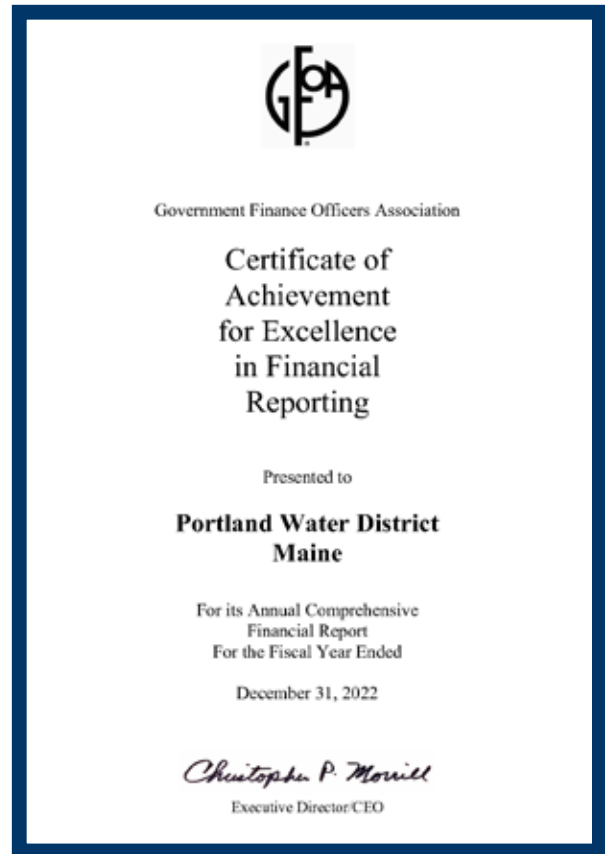 GFOA
Government Finance Officers Association
Certificate of
Achievement
for Excellence
in Financial
Reporting
Presented to
Portland Water District
Maine
For its Annual Comprehensive
Financial Report
For the Fiscal Year Ended
December 31, 2022
Christopher P. Morrill
Executive Director/CEO